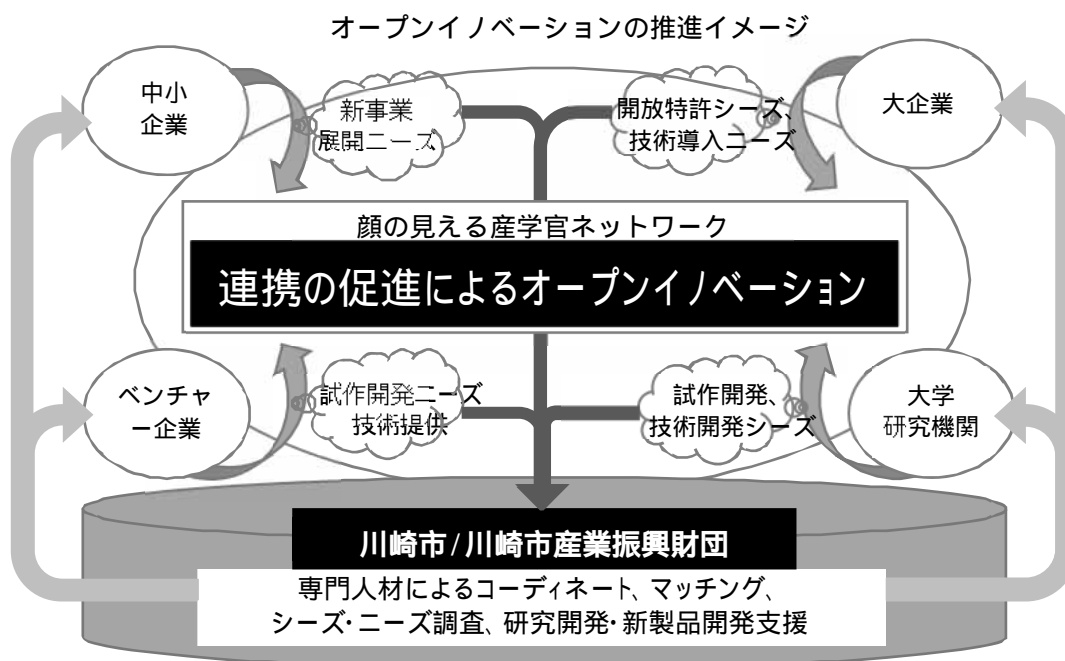 オープンイノベーションの推進イメージ
中小
企業
新事業
展開ニーズ
開放特許シーズ、
技術導入ニーズ
大企業
顔の見える産学官ネットワーク
連携の促進によるオープンイノベーション
ベンチャ
ー企業
試作開発ニーズ
技術提供
試作開発、
技術開発シーズ
大学
研究機関
川崎市/川崎市産業振興財団
専門人材によるコーディネート、マッチング、
シーズ・ニーズ調査、研究開発・新製品開発支援